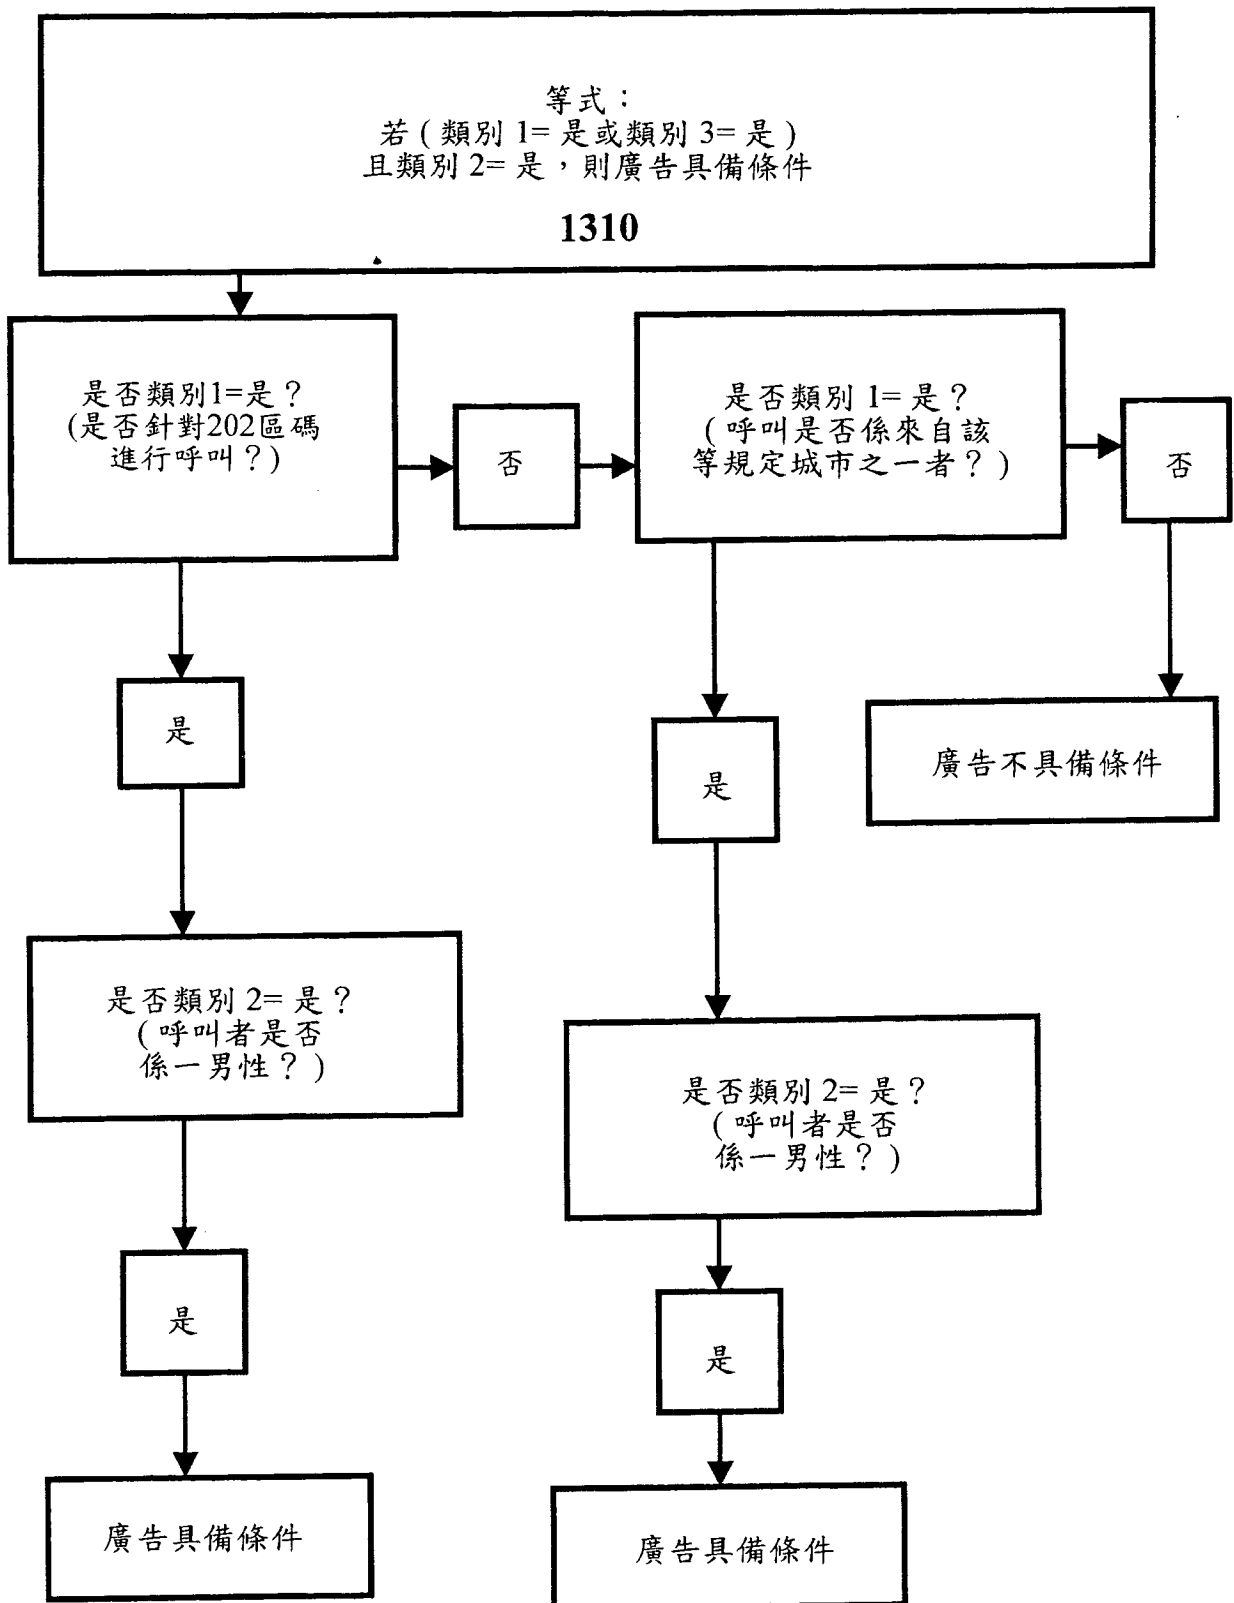 等式：
若 ( 類別 1= 是或類別 3= 是 )
且類別 2= 是，則廣告具備條件
1310
是否類別1=是？
(是否針對202區碼
進行呼叫？)
否
是否類別 1= 是？
( 呼叫是否係來自該
等規定城市之一者？)
否
是
是
廣告不具備條件
是否類別 2= 是？
( 呼叫者是否
係一男性？)
是否類別 2= 是？
( 呼叫者是否
係一男性？)
是
是
廣告具備條件
廣告具備條件